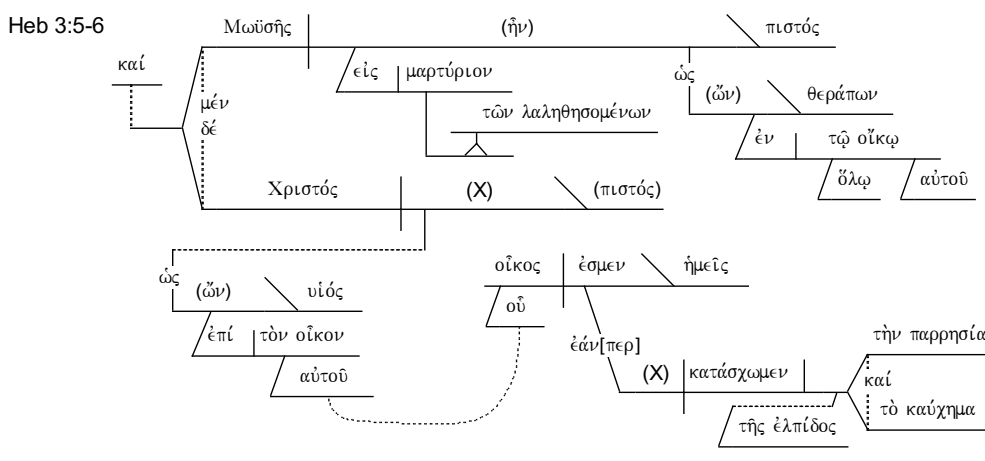 Heb 3:5-6
Μωϋσῆς (ἦν) πιστός
καί
εἰς μαρτύριον
ὡς
(ὤν) θεράπων
μέν
δέ
τῶν λαληθησομένων
ἐν τῷ οἴκῳ
ὅλῳ αὐτοῦ
Χριστός (X) (πιστός)
ὡς
(ὤν) υἱός
οἶκος ἐσμεν ἡμεῖς
οὗ
ἐπί τὸν οἶκον
αὐτοῦ
ἐάν[περ]
(X) κατάσχωμεν
τὴν παρρησία
καί
τὸ καύχημα
τῆς ἐλπίδος